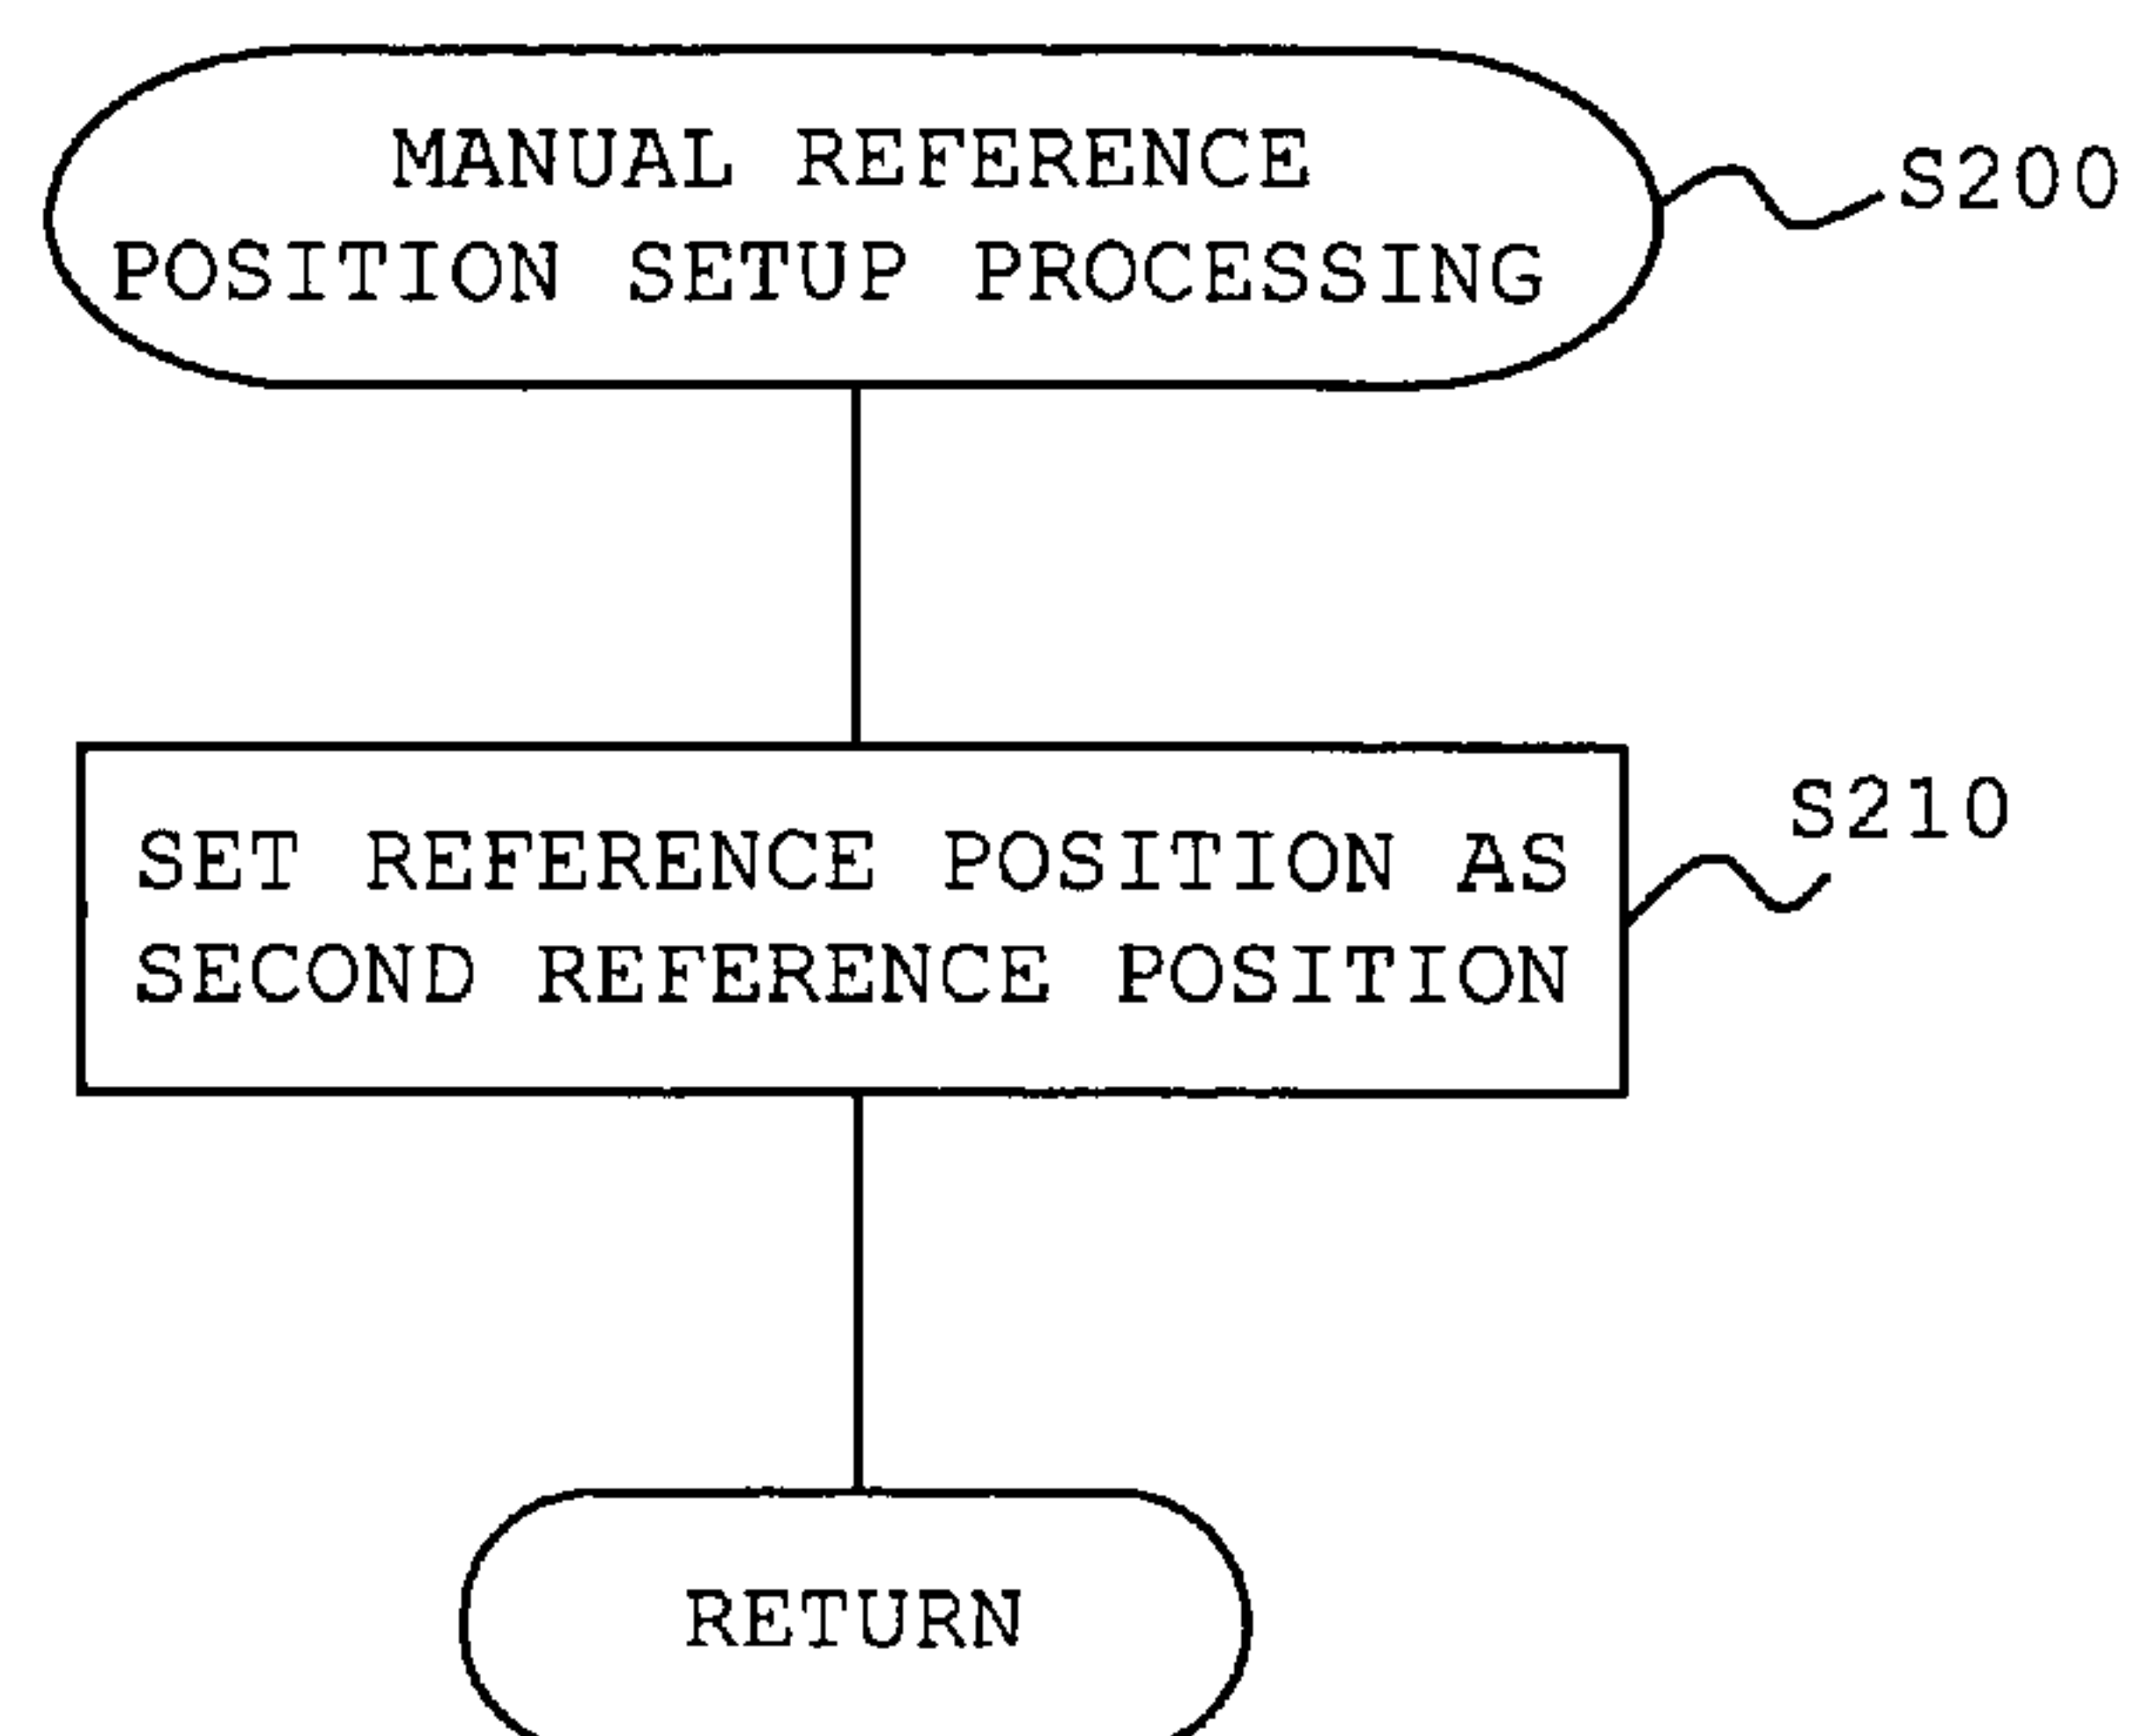 MANUAL REFERENCE
POSITION SETUP PROCESSING
S200
S210
SET REFERENCE POSITION AS
SECOND REFERENCE POSITION
RETURN